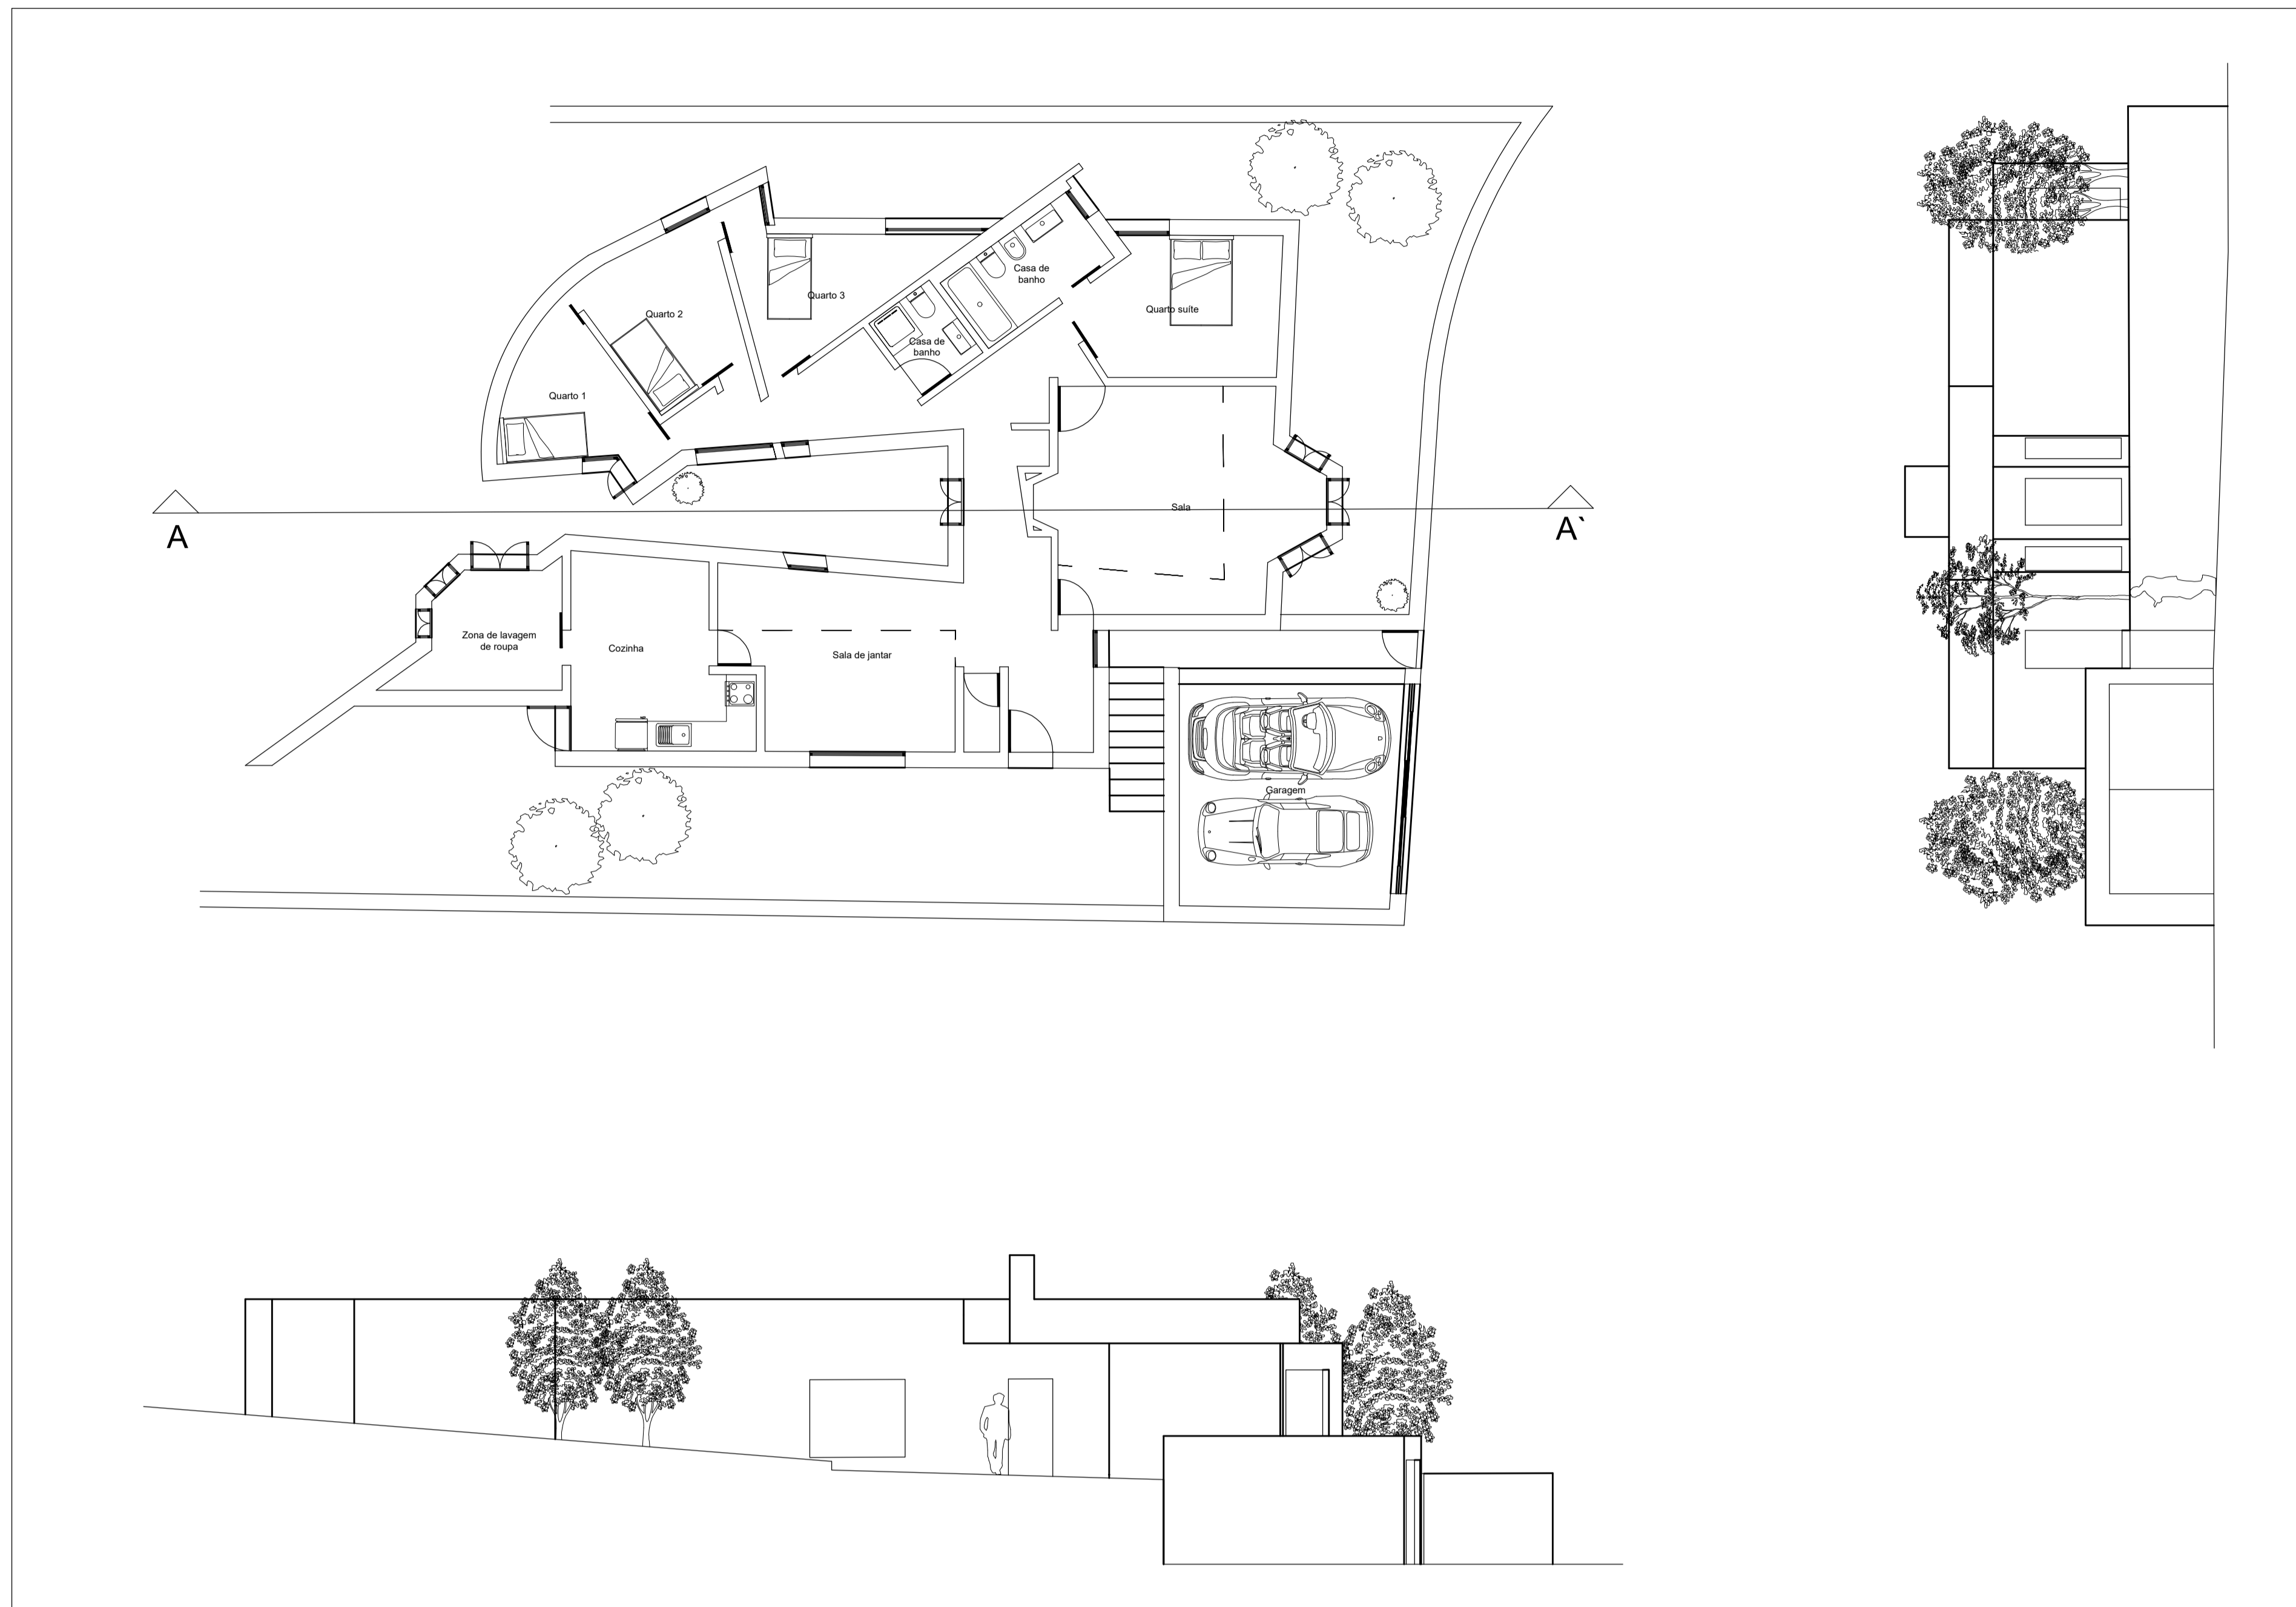 Casa de
banho
Quarto 3
Quarto suíte
Quarto 2
Casa de
banho
Quarto 1
Sala
A
A`
Zona de lavagem
de roupa
Cozinha
Sala de jantar
Garagem